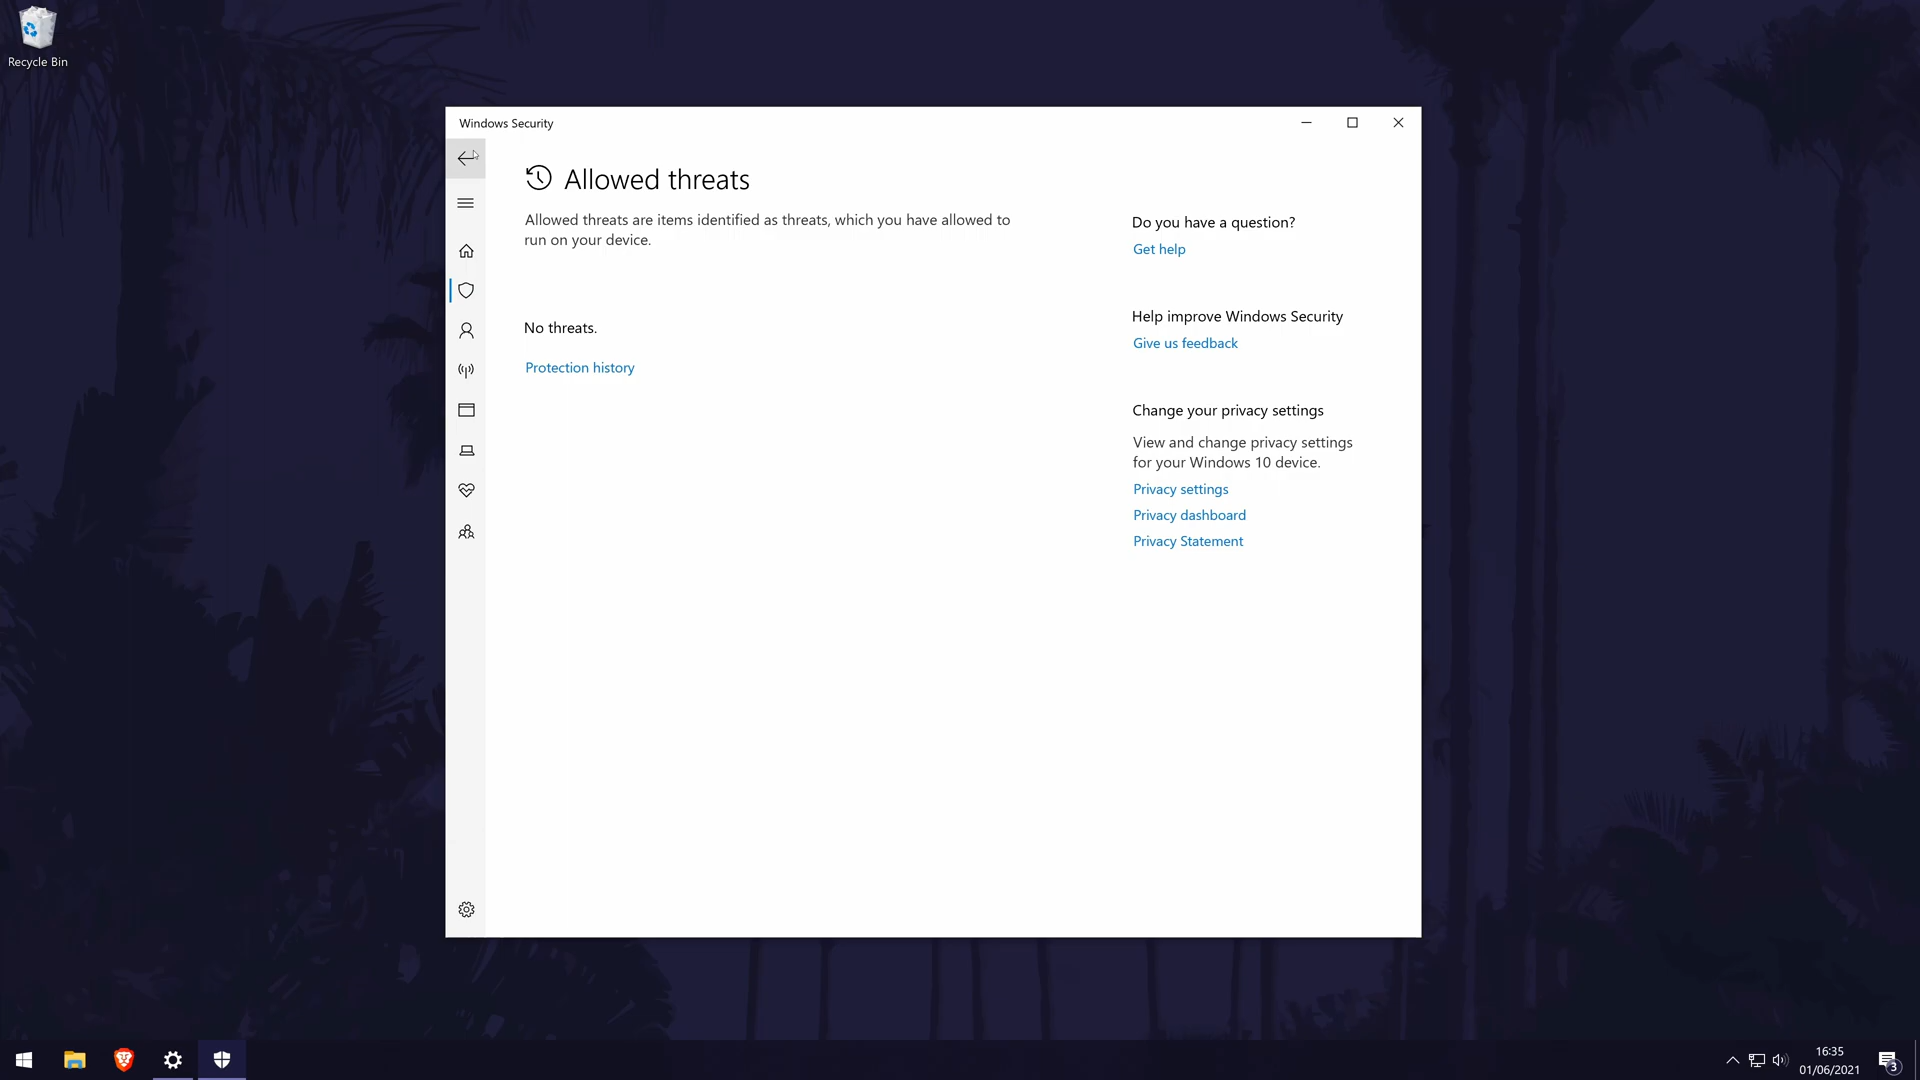 Recycle Bin
Windows Security
Allowed threats
Allowed threats are items identified as threats, which you have allowed to
run on your device.
No threats.
Protection history
Do you have a question?
Get help
Help improve Windows Security
Give us feedback
Change your privacy settings
View and change privacy settings
for your Windows 10 device.
Privacy settings
Privacy dashboard
Privacy Statement
16:35
01/06/2021
3